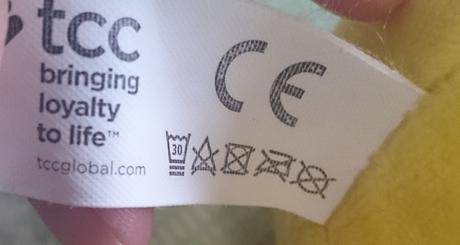 tcc
bringing
loyalty
to life™
tccglobal.com
CE
30